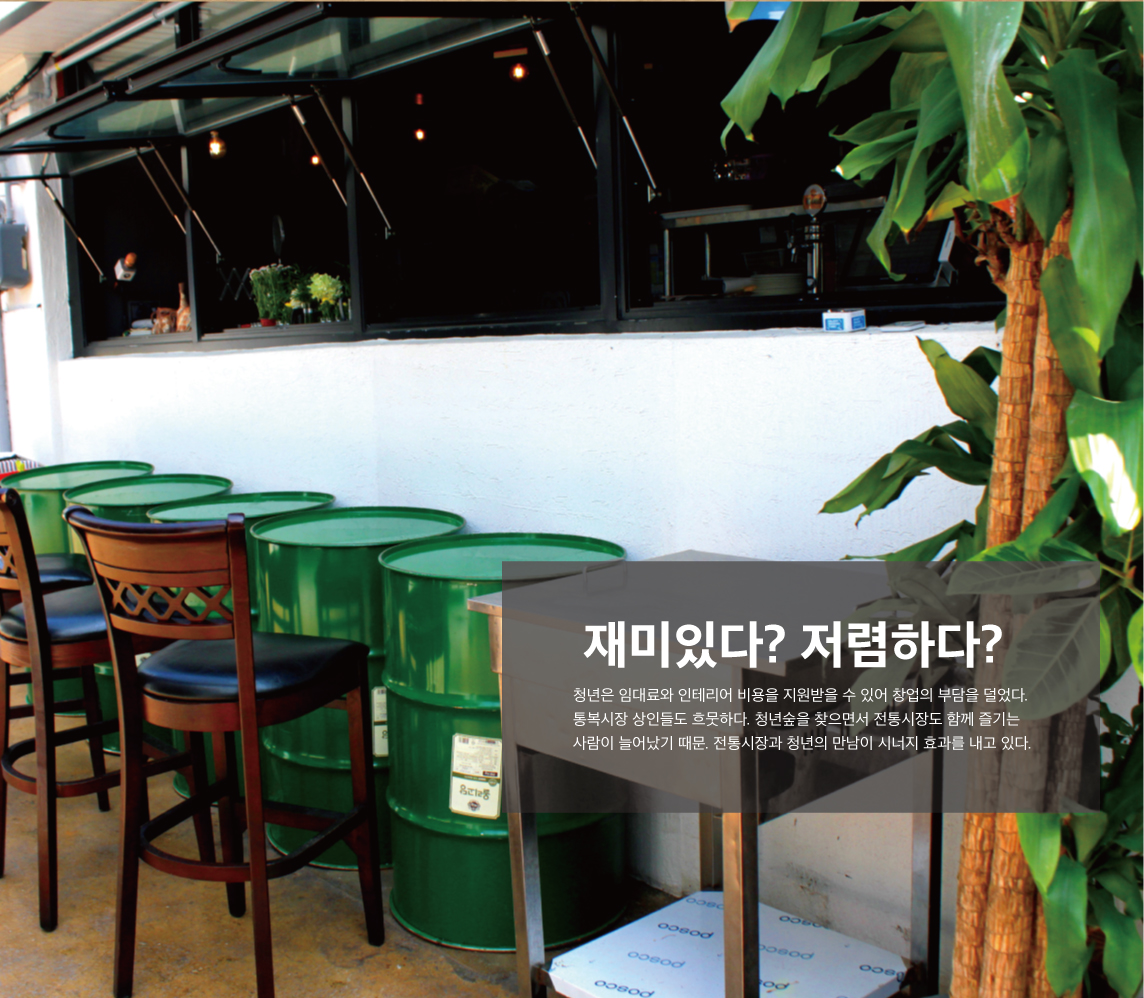 재미있다? 저렴하다?
청년은 임대료와 인테리어 비용을 지원받을 수 있어 창업의 부담을 덜었다.
통복시장 상인들도 흐뭇하다. 청년숲을 찾으면서 전통시장도 함께 즐기는
사람이 늘어났기 때문. 전통시장과 청년의 만남이 시너지 효과를 내고 있다.
posco
posco
posco
posco
posco
posco
posco